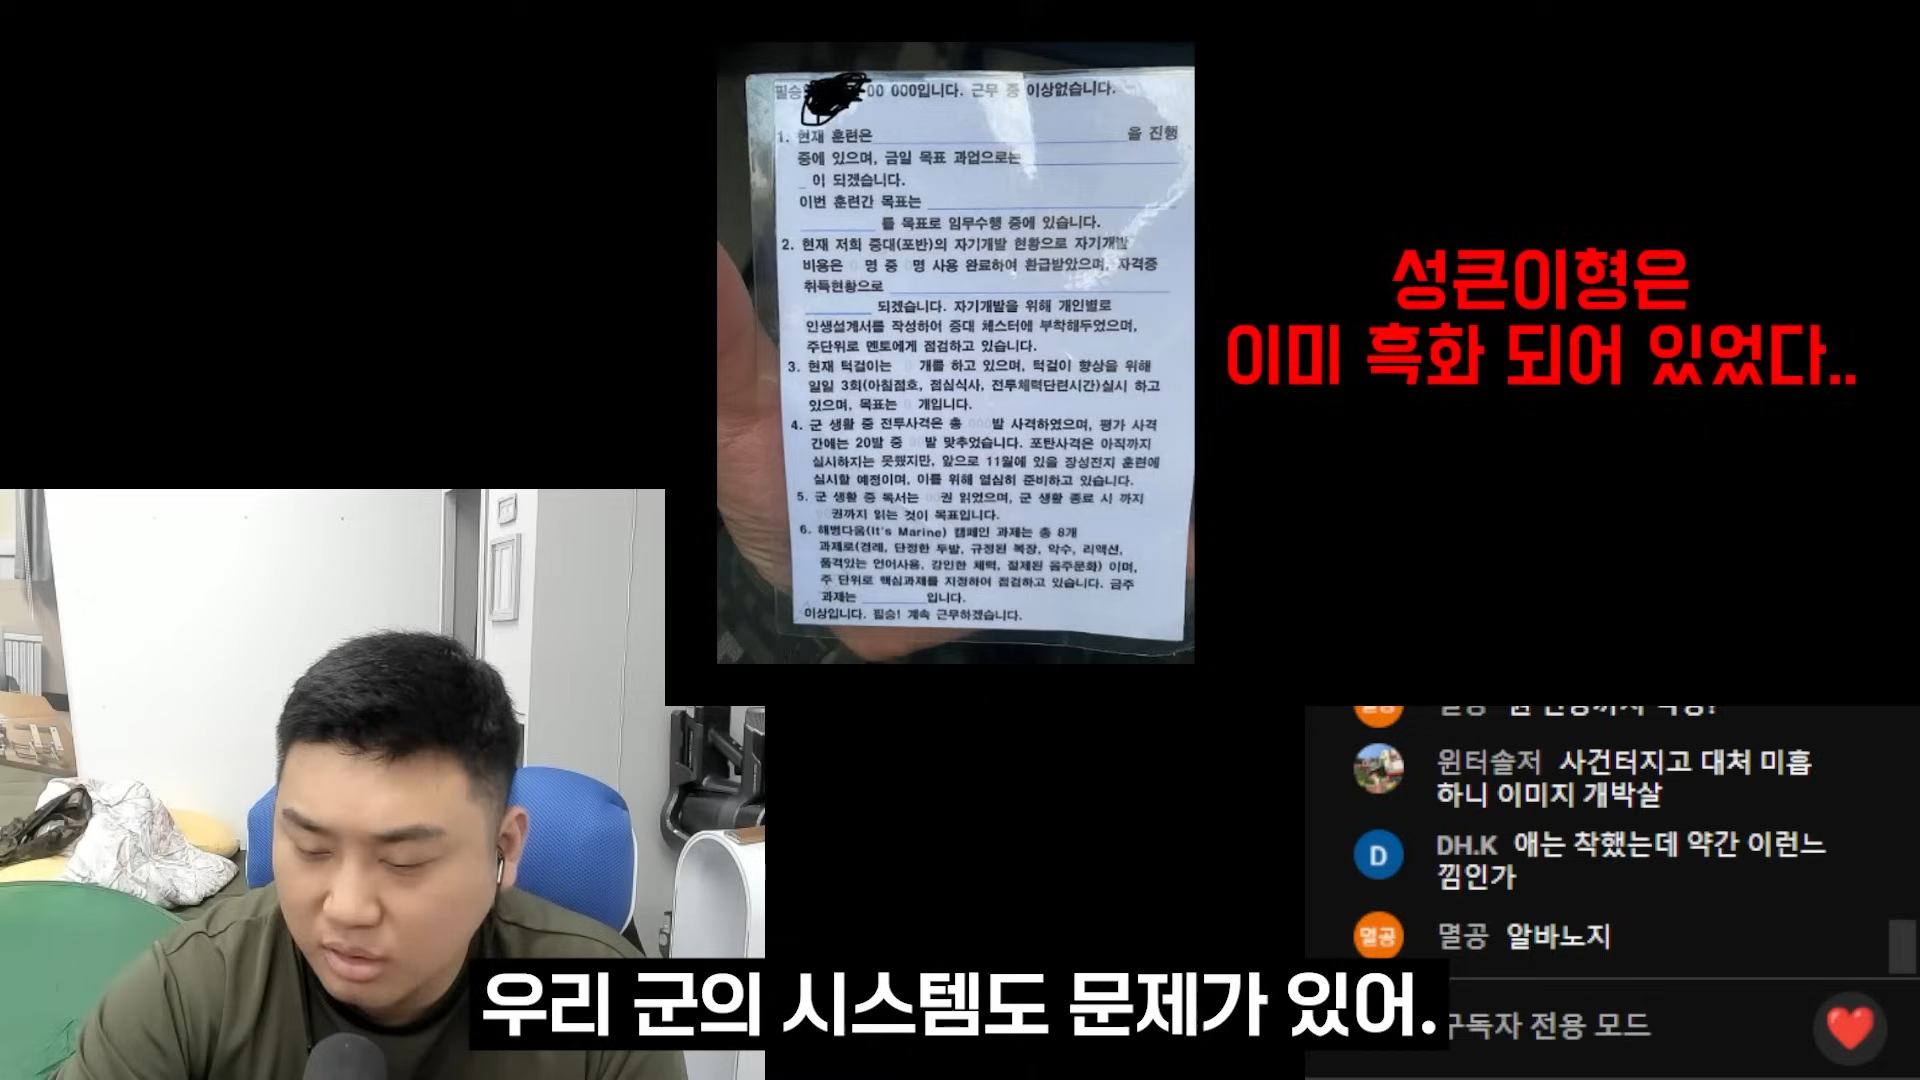 필승 00 000입니다. 근무 중 이상없습니다.
1. 현재 훈련은 을 진행
중에 있으며, 금일 목표 과업으로는
_ 이 되겠습니다.
이번 훈련간 목표는
를 목표로 임무수행 중에 있습니다.
2. 현재 저희 중대(포반)의 자기개발 현황으로 자기개발
비용은 명 중 명 사용 완료하여 환급받았으며, 자격증
취득현황으로
되겠습니다. 자기개발을 위해 개인별로
인생설계서를 작성하여 중대 체스터에 부착해두었으며,
주단위로 멘토에게 점검하고 있습니다.
3. 현재 턱걸이는 개를 하고 있으며, 턱걸이 향상을 위해
일일 3회(아침점호, 점심식사, 전투체력단련시간)실시 하고
있으며, 목표는 개입니다.
4. 군 생활 중 전투사격은 총 000발 사격하였으며, 평가 사격
간에는 20발 중 00발 맞추었습니다. 포탄사격은 아직까지
실시하지는 못했지만, 앞으로 11월에 있을 장성전지 훈련에
실시할 예정이며, 이를 위해 열심히 준비하고 있습니다.
5. 군 생활 중 독서는 00권 읽었으며, 군 생활 종료 시 까지
권까지 읽는 것이 목표입니다.
6. 해병다움(It's Marine) 캠페인 과제는 총 8개
과제로(경례, 단정한 두발, 규정된 복장, 악수, 리액션,
품격있는 언어사용, 강인한 체력, 절제된 음주문화) 이며,
주 단위로 핵심과제를 지정하여 점검하고 있습니다. 금주
과제는 입니다.
이상입니다. 필승! 계속 근무하겠습니다.
성큰이형은
이미 흑화 되어 있었다..
윈터솔저 사건터지고 대처 미흡
하니 이미지 개박살
D DH.K 애는 착했는데 약간 이런느
낌인가
멸공 멸공 알바노지
구독자 전용 모드
우리 군의 시스템도 문제가 있어.